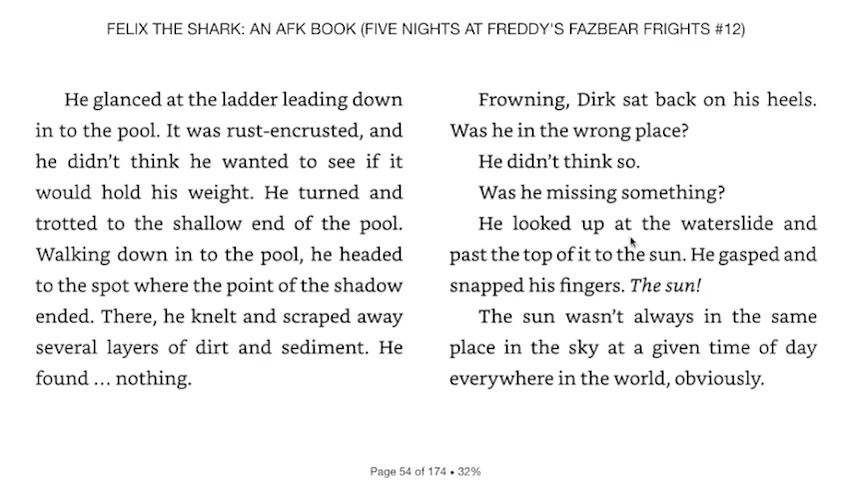 FELIX THE SHARK: AN AFK BOOK (FIVE NIGHTS AT FREDDY'S FAZBEAR FRIGHTS #12)
He glanced at the ladder leading down
in to the pool. It was rust-encrusted, and
he didn't think he wanted to see if it
would hold his weight. He turned and
trotted to the shallow end of the pool.
Walking down in to the pool, he headed
to the spot where the point of the shadow
ended. There, he knelt and scraped away
several layers of dirt and sediment. He
found … nothing.
Frowning, Dirk sat back on his heels.
Was he in the wrong place?
He didn't think so.
Was he missing something?
He looked up at the waterslide and
past the top of it to the sun. He gasped and
snapped his fingers. The sun!
The sun wasn't always in the same
place in the sky at a given time of day
everywhere in the world, obviously.
Page 54 of 174 • 32%